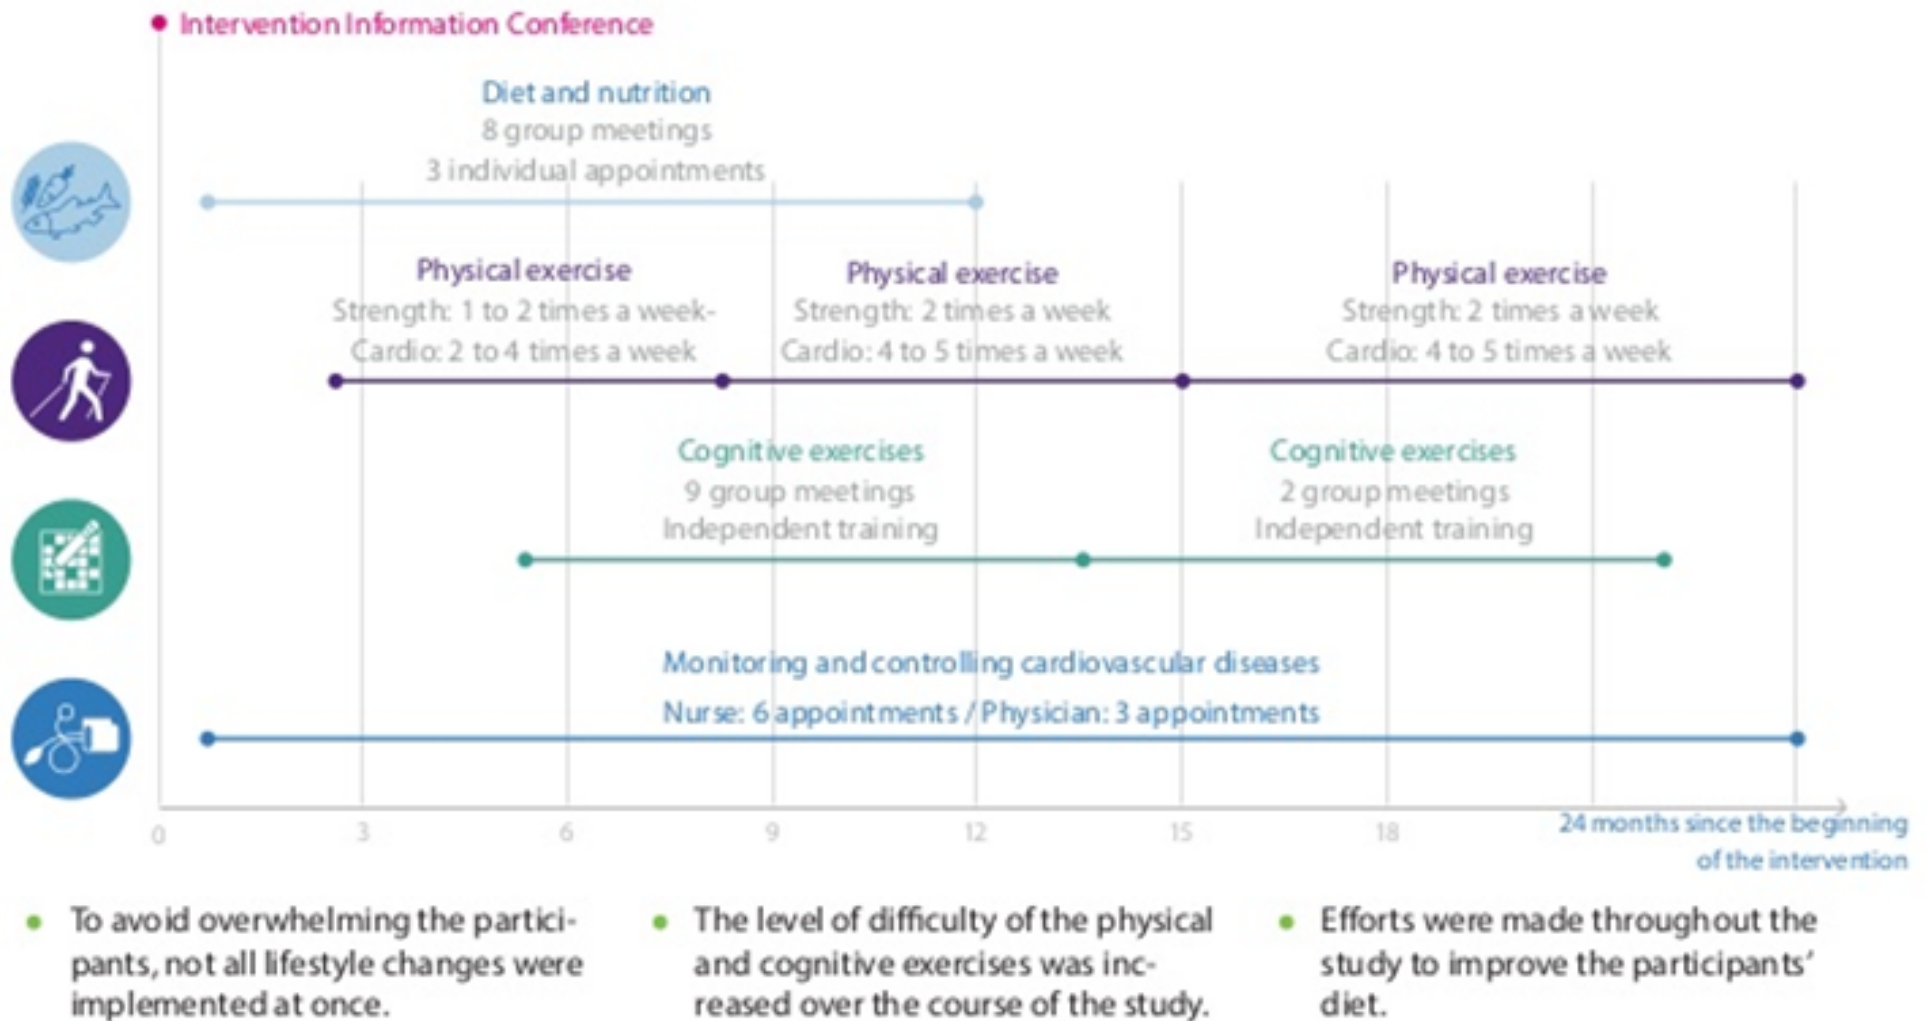 Intervention Information Conference
Diet and nutrition
8 group meetings
3 individual appointments
Physical exercise
Strength: 1 to 2 times a week-
Cardio: 2 to 4 times a week
Physical exercise
Strength: 2 times a week
Cardio: 4 to 5 times a week
Physical exercise
Strength: 2 times a week
Cardio: 4 to 5 times a week
Cognitive exercises
9 group meetings
Independent training
Cognitive exercises
2 group meetings
Independent training
Monitoring and controlling cardiovascular diseases
Nurse: 6 appointments / Physician: 3 appointments
0 3 6 9 12 15 18
24 months since the beginning
of the intervention
To avoid overwhelming the partici-
pants, not all lifestyle changes were
implemented at once.
The level of difficulty of the physical
and cognitive exercises was inc-
reased over the course of the study.
Efforts were made throughout the
study to improve the participants’
diet.